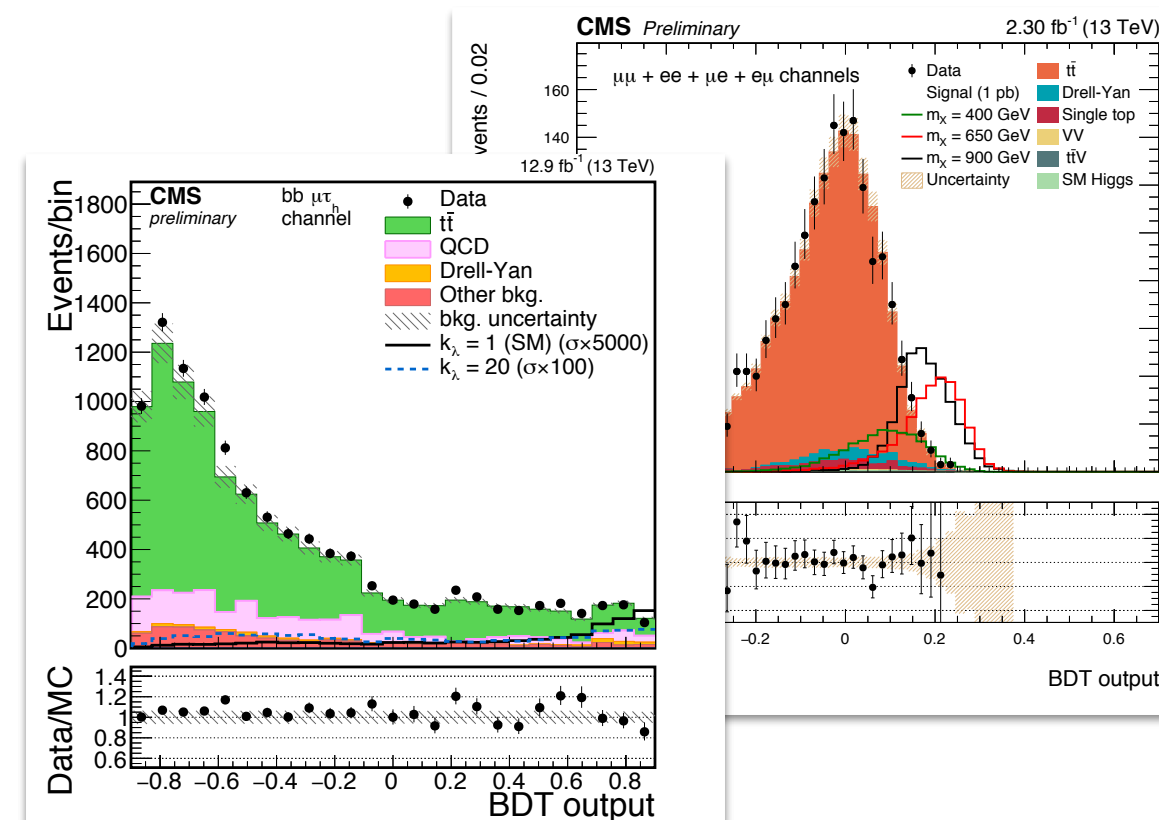 CMS Preliminary 2.30 fb⁻¹ (13 TeV)
μμ + ee + μe + eμ channels
Data
Signal (1 pb)
m_X = 400 GeV
m_X = 650 GeV
m_X = 900 GeV
Uncertainty
tt̄
Drell-Yan
Single top
VV
tt̄V
SM Higgs
/ 0.02
160
140
−0.2 0 0.2 0.4 0.6
BDT output
12.9 fb⁻¹ (13 TeV)
CMS
preliminary
bb μτ_h
channel
Data
tt̄
QCD
Drell-Yan
Other bkg.
bkg. uncertainty
k_λ = 1 (SM) (σ×5000)
k_λ = 20 (σ×100)
Events/bin
1800
1600
1400
1200
1000
800
600
400
200
0
Data/MC
1.4
1.2
1
0.8
0.6
−0.8 −0.6 −0.4 −0.2 0 0.2 0.4 0.6 0.8
BDT output